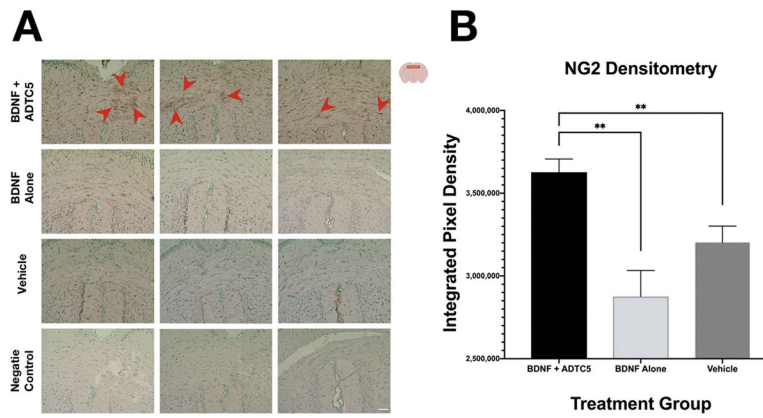 A
BDNF +
ADTC5
BDNF
Alone
Vehicle
Negatie
Control
B
NG2 Densitometry
Integrated Pixel Density
4,000,000
3,500,000
3,000,000
2,500,000
**
**
BDNF + ADTC5
BDNF Alone
Vehicle
Treatment Group